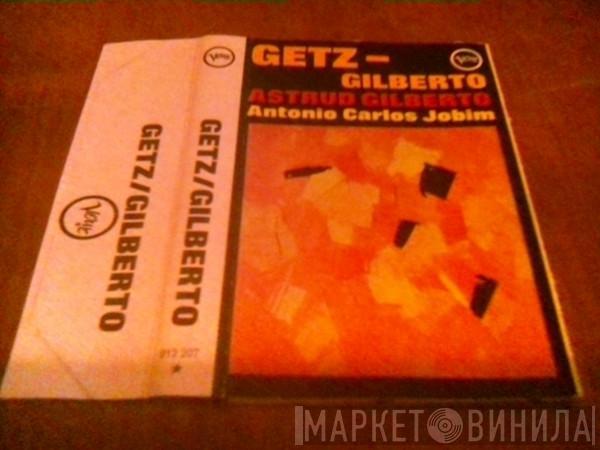 GETZ –
GILBERTO
ASTRUD GILBERTO
Antonio Carlos Jobim
Verve
GETZ/GILBERTO
Verve
GETZ/GILBERTO
Verve
МАРКЕТ ВИНИЛА